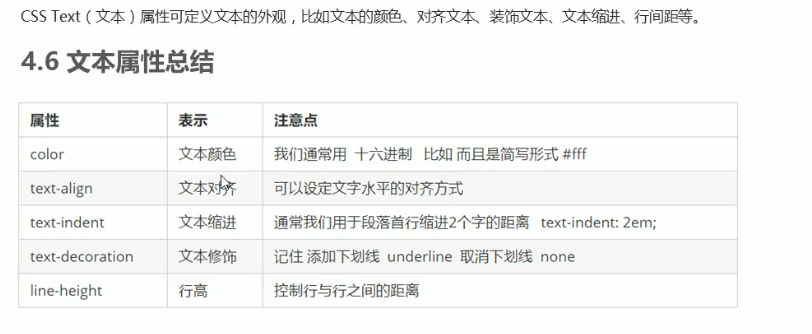 CSS Text（文本）属性可定义文本的外观，比如文本的颜色、对齐文本、装饰文本、文本缩进、行间距等。
4.6 文本属性总结
属性 表示 注意点
color 文本颜色 我们通常用 十六进制 比如 而且是简写形式 #fff
text-align 文本对齐 可以设定文字水平的对齐方式
text-indent 文本缩进 通常我们用于段落首行缩进2个字的距离 text-indent: 2em;
text-decoration 文本修饰 记住 添加下划线 underline 取消下划线 none
line-height 行高 控制行与行之间的距离